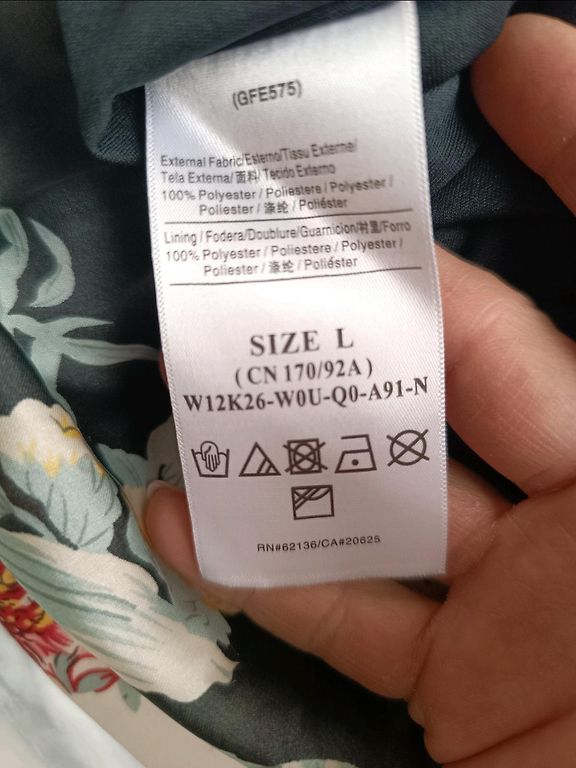 (GFE575)
External Fabric/Esterno/Tissu Externe/
Tela Externa/面料/Tecido Externo
100% Polyester / Poliestere / Polyester /
Poliester / 涤纶 / Poliéster
Lining / Fodera/Doublure/Guarnicion/衬里/Forro
100% Polyester / Poliestere / Polyester /
Poliester / 涤纶 / Poliéster
SIZE L
( CN 170/92A )
W12K26-W0U-Q0-A91-N
RN#62136/CA#20625